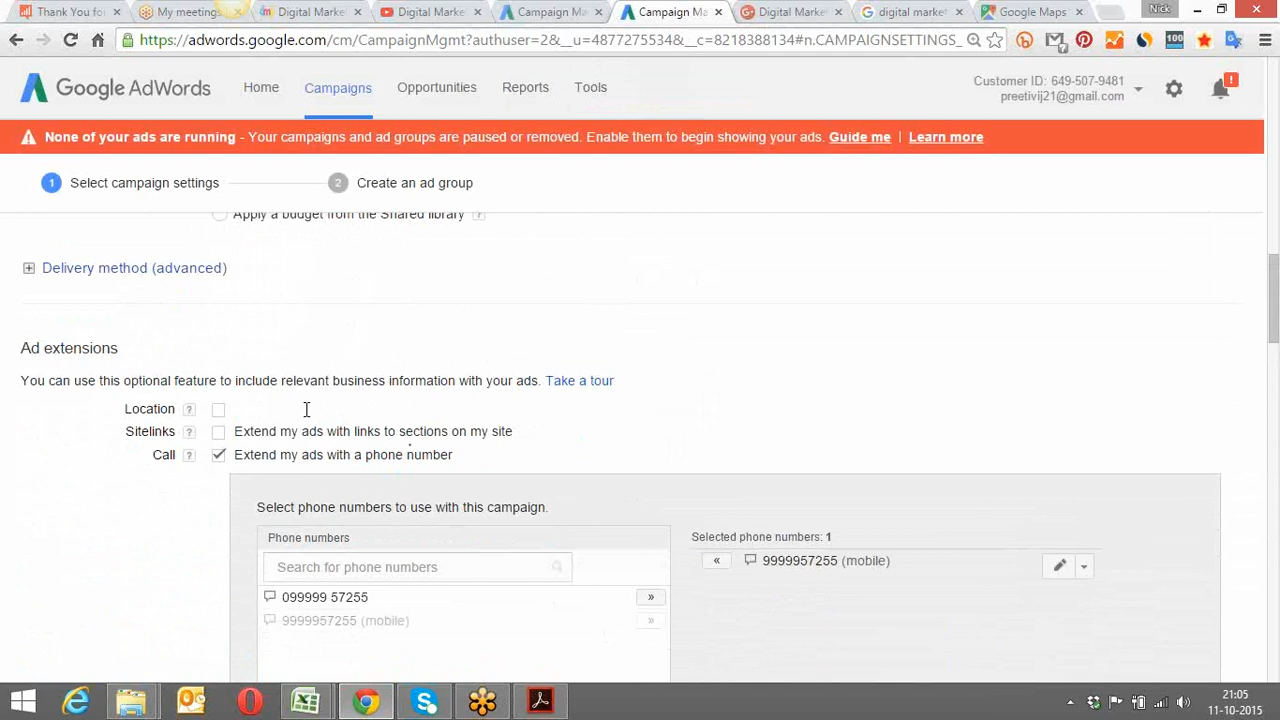 Thank You fo
My meetings
Digital Marke
Digital Marke
Campaign Ma
Campaign Ma
Digital Marke
digital market
Google Maps
Nick
https://adwords.google.com/cm/CampaignMgmt?authuser=2&__u=4877275534&__c=8218388134#n.CAMPAIGNSETTINGS_
100
Google AdWords
Home
Campaigns
Opportunities
Reports
Tools
Customer ID: 649-507-9481
preetivij21@gmail.com
!
None of your ads are running - Your campaigns and ad groups are paused or removed. Enable them to begin showing your ads. Guide me | Learn more
1 Select campaign settings
2 Create an ad group
Apply a budget from the Shared library ?
Delivery method (advanced)
Ad extensions
You can use this optional feature to include relevant business information with your ads. Take a tour
Location ?
Sitelinks ? Extend my ads with links to sections on my site
Call ? Extend my ads with a phone number
Select phone numbers to use with this campaign.
Phone numbers
Search for phone numbers
099999 57255 »
9999957255 (mobile) »
Selected phone numbers: 1
« 9999957255 (mobile)
21:05
11-10-2015